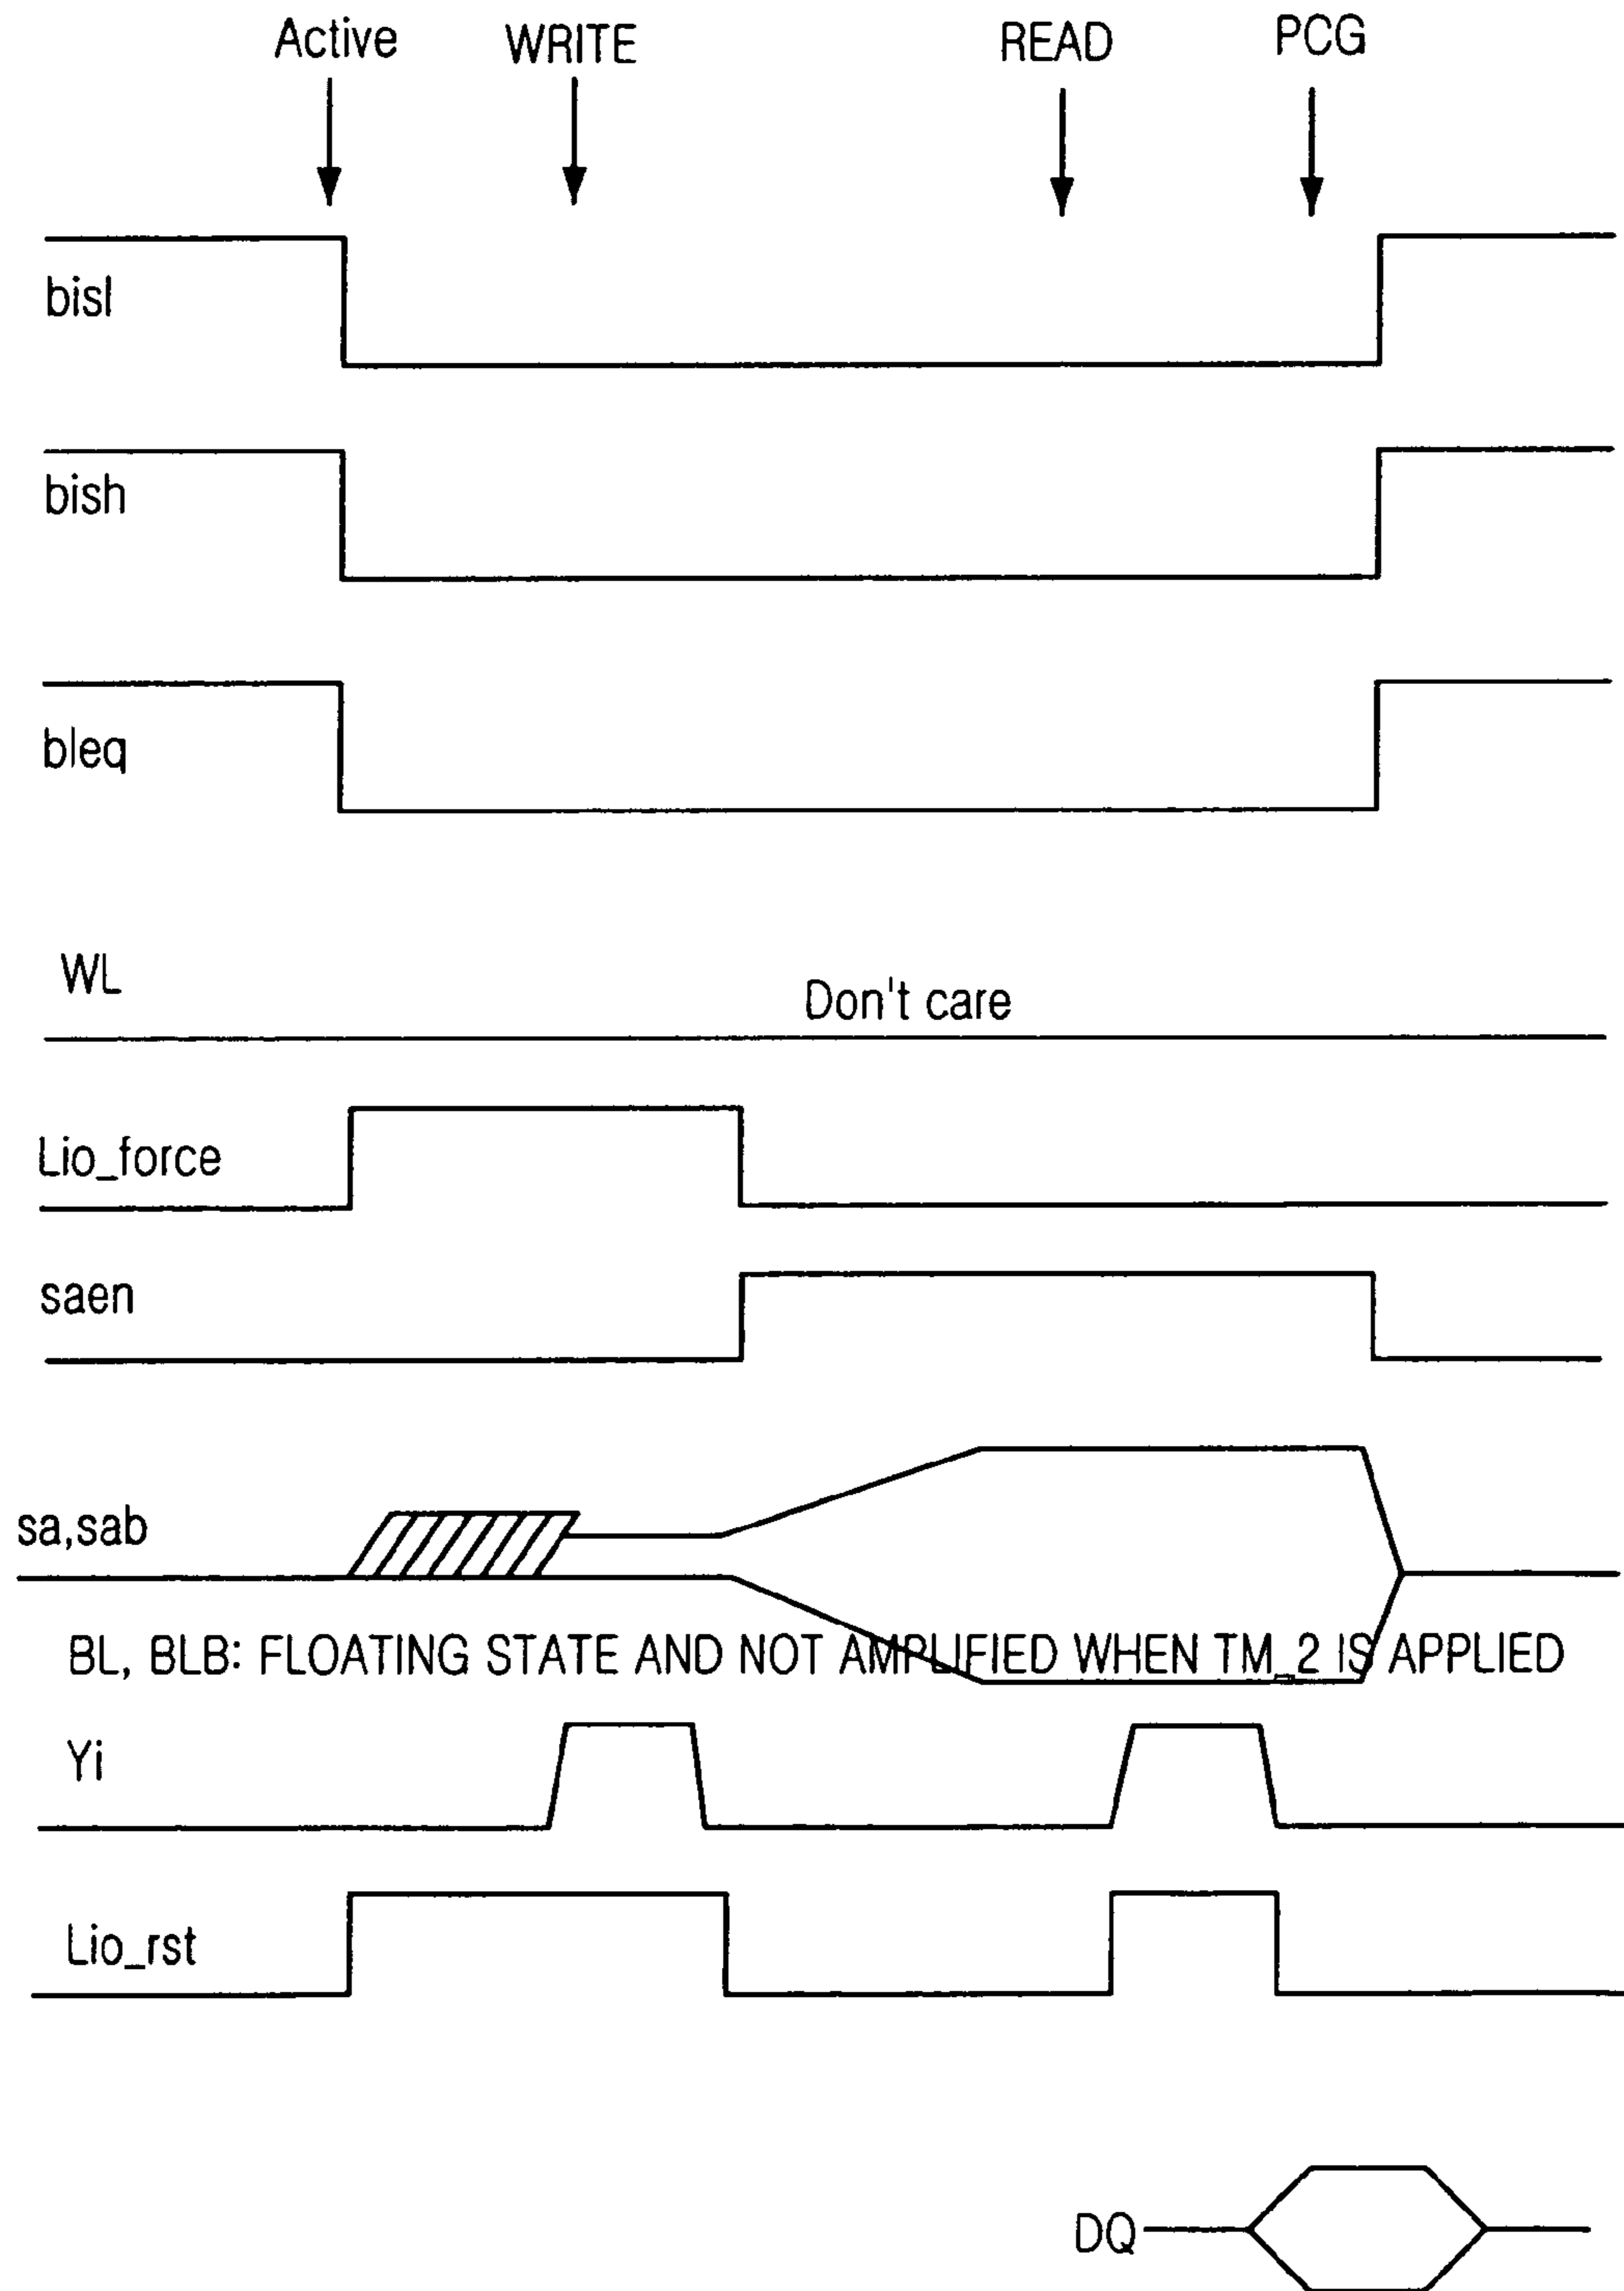 Active WRITE READ PCG
bisl
bish
bleq
WL
Don't care
Lio_force
saen
sa,sab
BL, BLB: FLOATING STATE AND NOT AMPLIFIED WHEN TM_2 IS APPLIED
Yi
Lio_rst
DQ